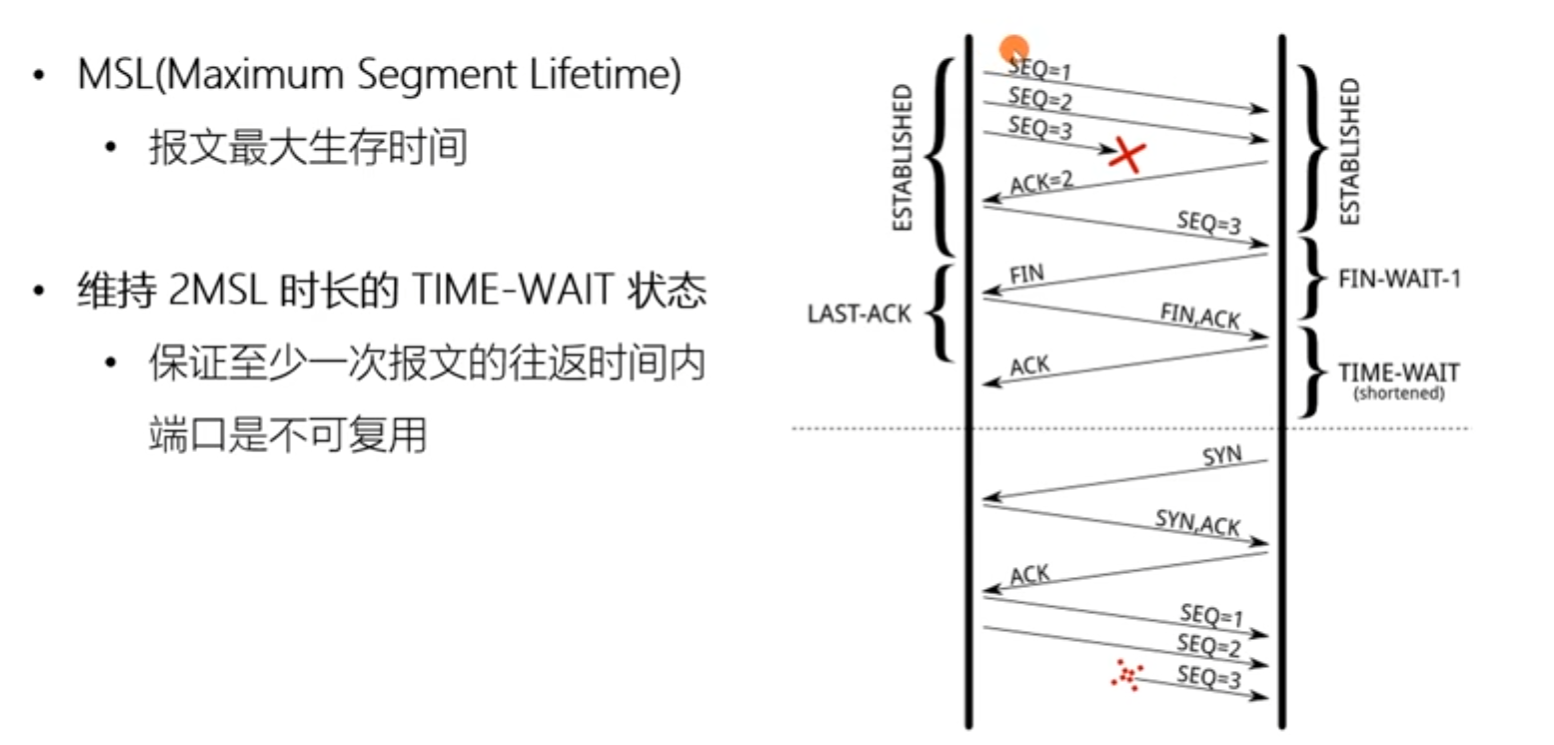 • MSL(Maximum Segment Lifetime)
• 报文最大生存时间
• 维持 2MSL 时长的 TIME-WAIT 状态
• 保证至少一次报文的往返时间内
端口是不可复用
ESTABLISHED
SEQ=1
SEQ=2
SEQ=3
ACK=2
SEQ=3
ESTABLISHED
FIN
FIN-WAIT-1
LAST-ACK
FIN,ACK
ACK
TIME-WAIT
(shortened)
SYN
SYN,ACK
ACK
SEQ=1
SEQ=2
SEQ=3